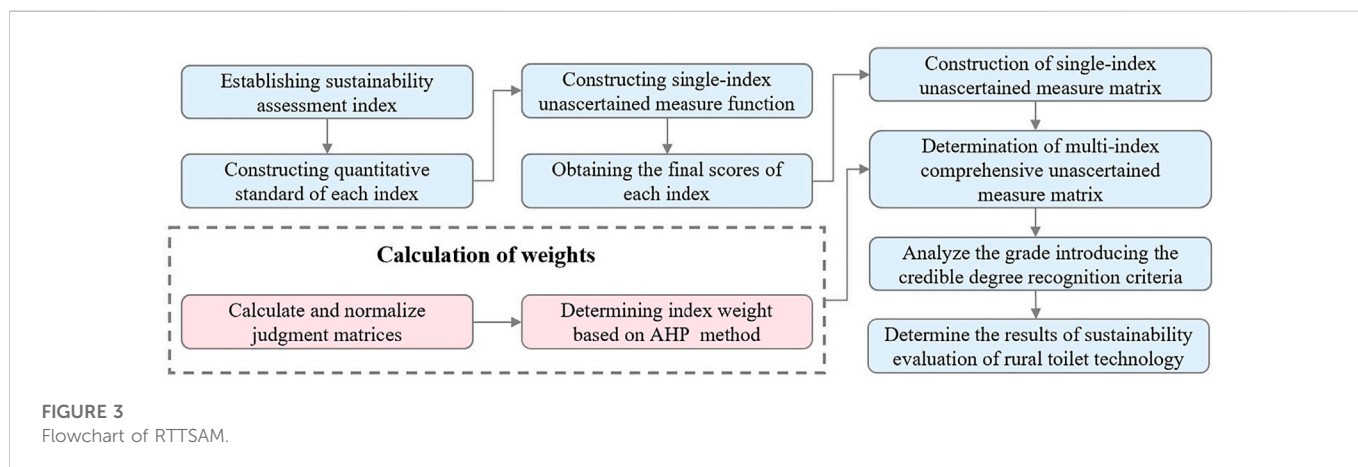 Establishing sustainability
assessment index
Constructing quantitative
standard of each index
Constructing single-index
unascertained measure function
Obtaining the final scores of
each index
Construction of single-index
unascertained measure matrix
Determination of multi-index
comprehensive unascertained
measure matrix
Analyze the grade introducing the
credible degree recognition criteria
Determine the results of sustainability
evaluation of rural toilet technology
Calculation of weights
Calculate and normalize
judgment matrices
Determining index weight
based on AHP method
FIGURE 3
Flowchart of RTTSAM.